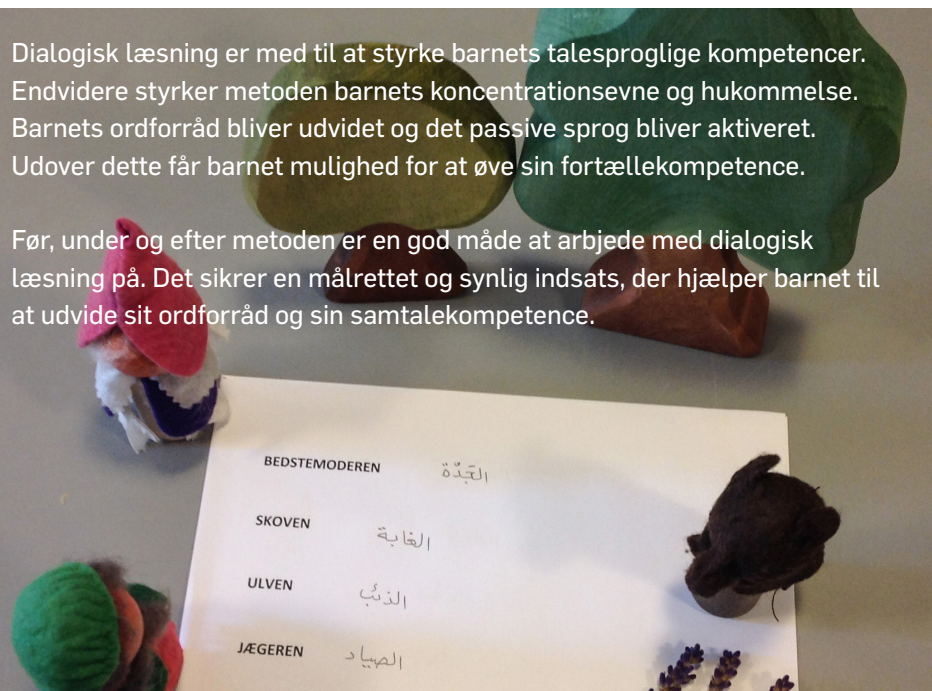 Dialogisk læsning er med til at styrke barnets talesproglige kompetencer.
Endvidere styrker metoden barnets koncentrationsevne og hukommelse.
Barnets ordforråd bliver udvidet og det passive sprog bliver aktiveret.
Udover dette får barnet mulighed for at øve sin fortællekompetence.
Før, under og efter metoden er en god måde at arbjede med dialogisk
læsning på. Det sikrer en målrettet og synlig indsats, der hjælper barnet til
at udvide sit ordforråd og sin samtalekompetence.
BEDSTEMODEREN الجَدَّة
SKOVEN الغابة
ULVEN الذئب
JÆGEREN الصياد